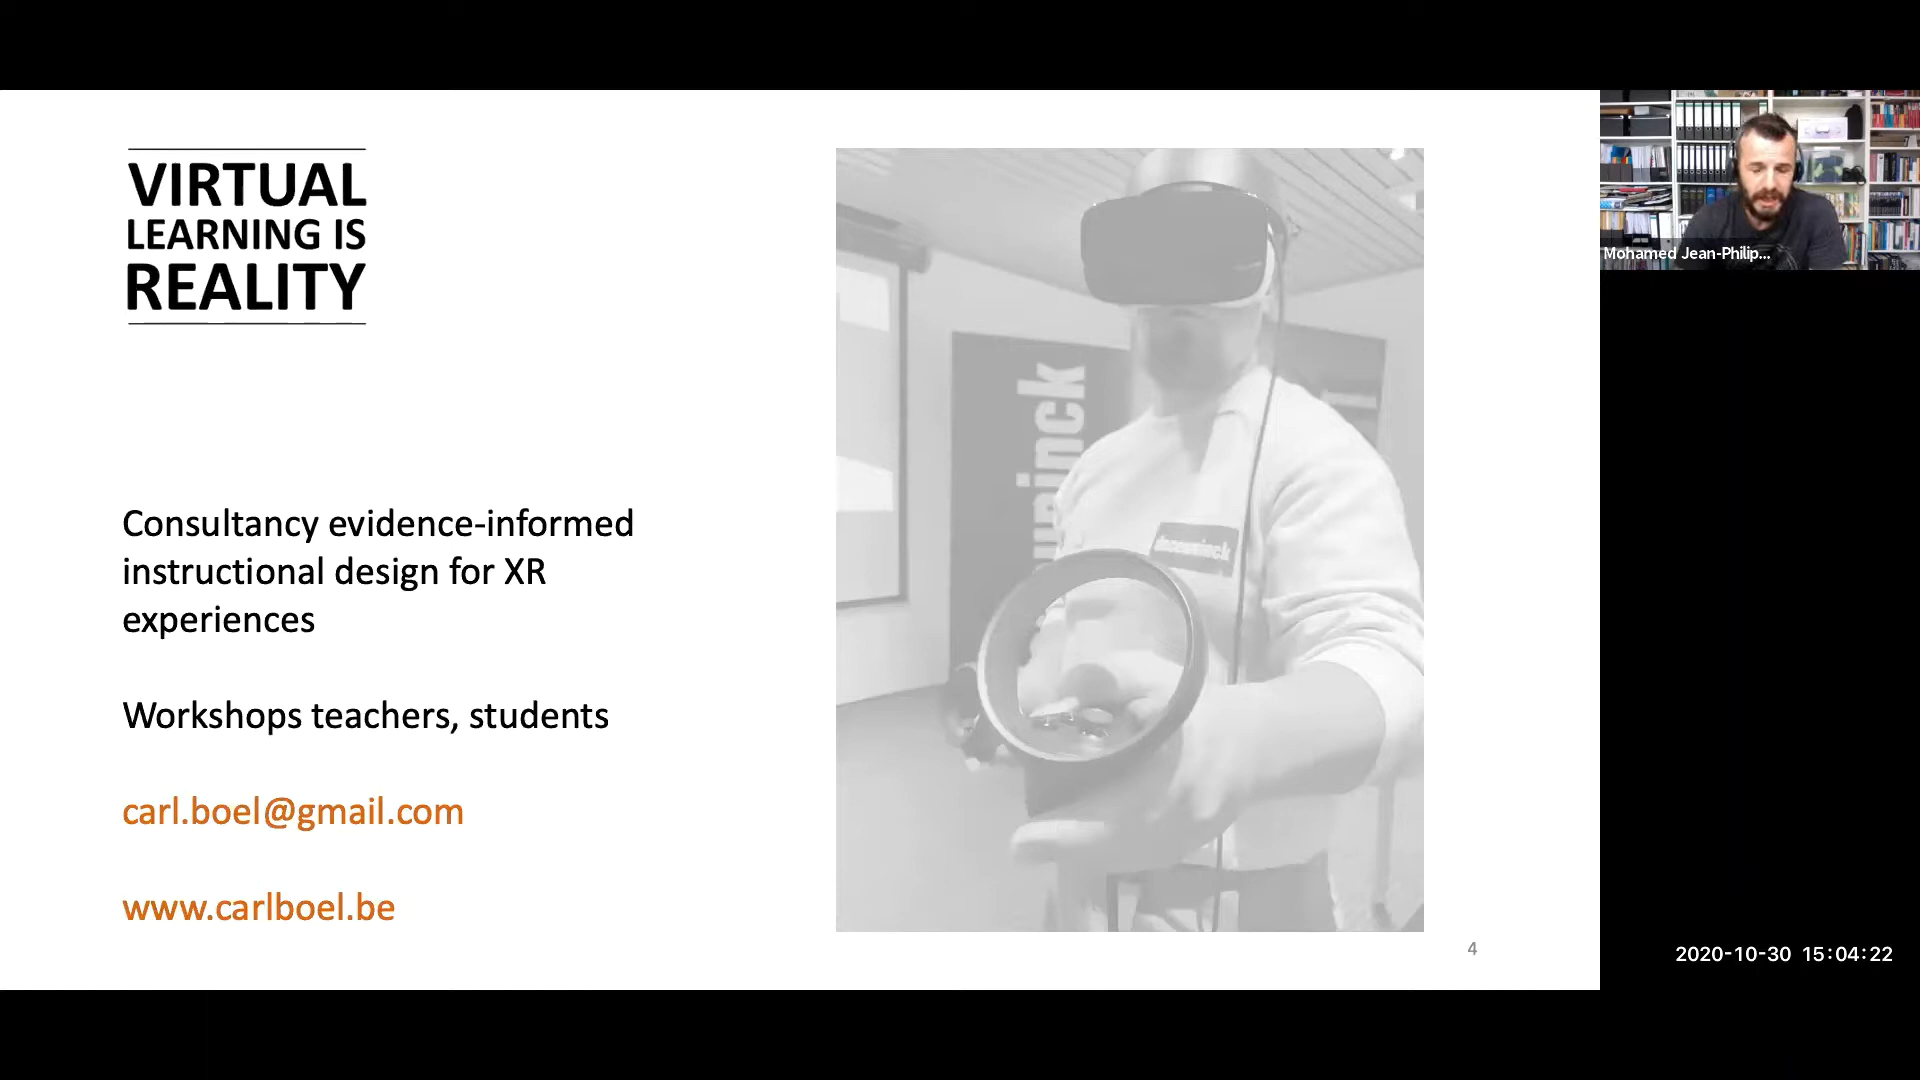 VIRTUAL
LEARNING IS
REALITY
Consultancy evidence-informed
instructional design for XR
experiences
Workshops teachers, students
carl.boel@gmail.com
www.carlboel.be
4
Mohamed Jean-Philip...
2020-10-30 15:04:22